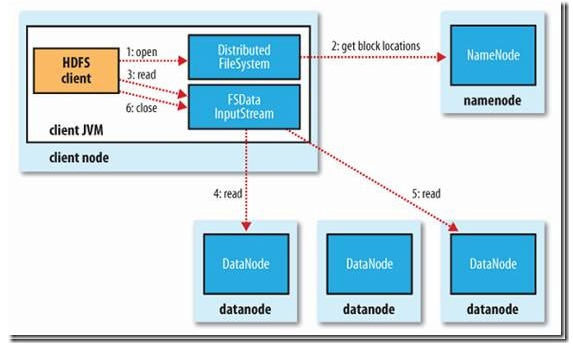 HDFS
client
1: open
3: read
6: close
Distributed
FileSystem
FSData
InputStream
client JVM
client node
2: get block locations
NameNode
namenode
4: read
5: read
DataNode
datanode
DataNode
datanode
DataNode
datanode